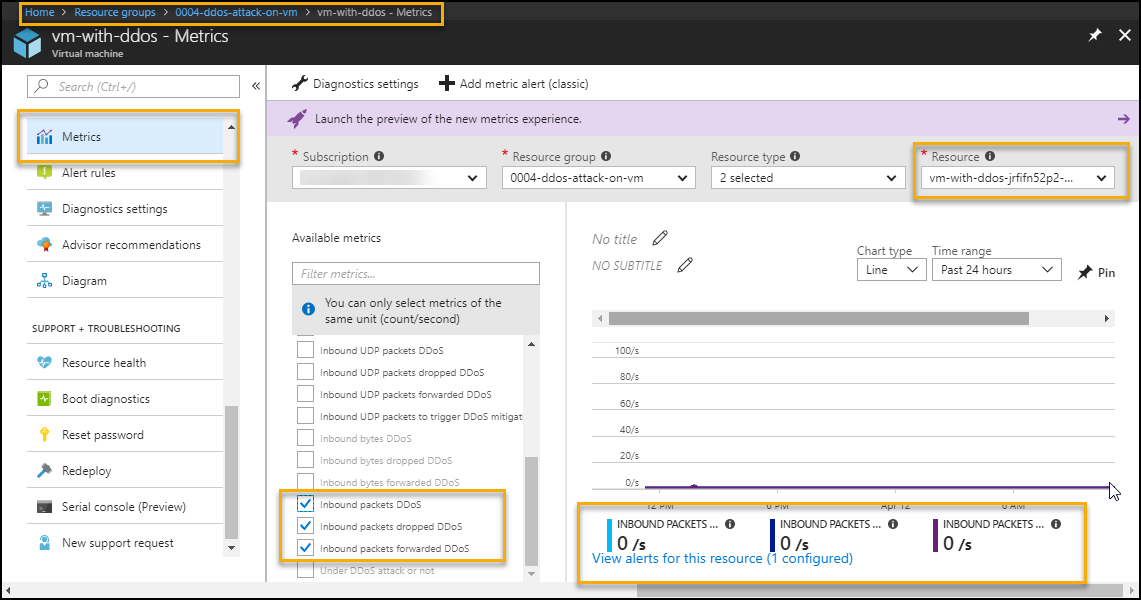 Home > Resource groups > 0004-ddos-attack-on-vm > vm-with-ddos - Metrics
vm-with-ddos - Metrics
Virtual machine
Search (Ctrl+/)
Metrics
Alert rules
Diagnostics settings
Advisor recommendations
Diagram
SUPPORT + TROUBLESHOOTING
Resource health
Boot diagnostics
Reset password
Redeploy
Serial console (Preview)
New support request
Diagnostics settings
Add metric alert (classic)
Launch the preview of the new metrics experience.
* Subscription
* Resource group
0004-ddos-attack-on-vm
Resource type
2 selected
* Resource
vm-with-ddos-jrfifn52p2-...
Available metrics
Filter metrics...
You can only select metrics of the
same unit (count/second)
Inbound UDP packets DDoS
Inbound UDP packets dropped DDoS
Inbound UDP packets forwarded DDoS
Inbound UDP packets to trigger DDoS mitigat
Inbound bytes DDoS
Inbound bytes dropped DDoS
Inbound bytes forwarded DDoS
Inbound packets DDoS
Inbound packets dropped DDoS
Inbound packets forwarded DDoS
Under DDoS attack or not
No title
NO SUBTITLE
Chart type
Line
Time range
Past 24 hours
Pin
100/s
80/s
60/s
40/s
20/s
0/s
12 PM 6 PM Apr 12 6 AM
INBOUND PACKETS ...
0 /s
INBOUND PACKETS ...
0 /s
INBOUND PACKETS ...
0 /s
View alerts for this resource (1 configured)